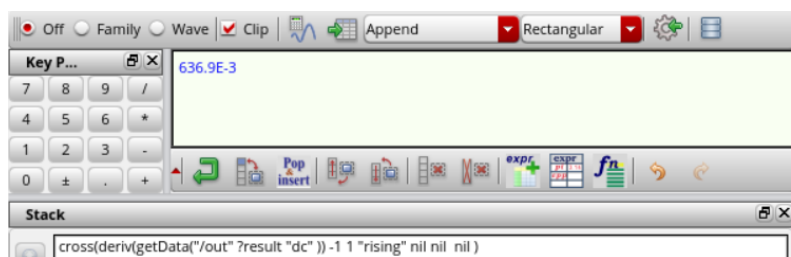 Off Family Wave Clip Append Rectangular
Key P...
636.9E-3
7 8 9 /
4 5 6 *
1 2 3 -
0 ± . +
Pop
insert
expr
expr
fn
Stack
cross(deriv(getData("/out" ?result "dc" )) -1 1 "rising" nil nil nil )